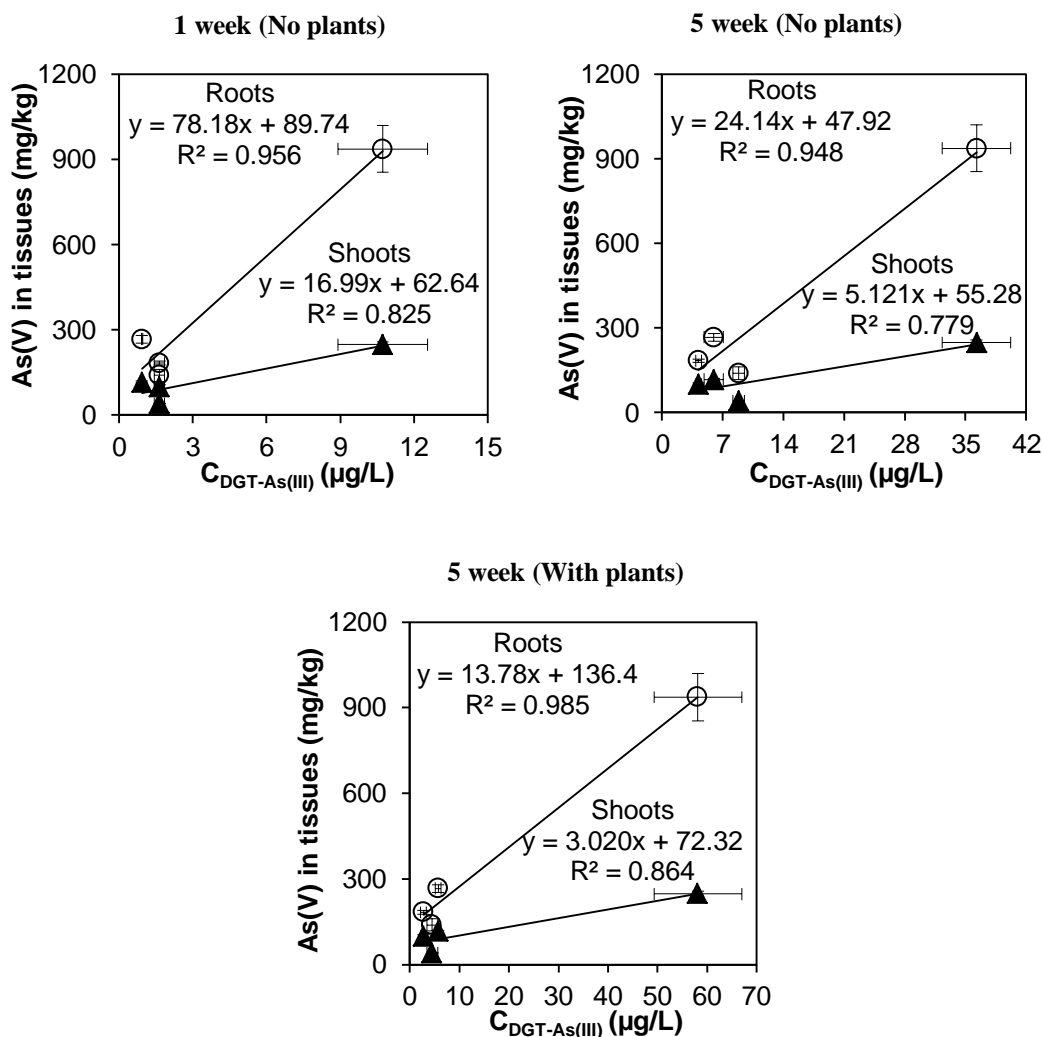 1 week (No plants)
As(V) in tissues (mg/kg)
1200
900
600
300
0
Roots
y = 78.18x + 89.74
R² = 0.956
Shoots
y = 16.99x + 62.64
R² = 0.825
0 3 6 9 12 15
C_DGT-As(III) (µg/L)
5 week (No plants)
As(V) in tissues (mg/kg)
1200
900
600
300
0
Roots
y = 24.14x + 47.92
R² = 0.948
Shoots
y = 5.121x + 55.28
R² = 0.779
0 7 14 21 28 35 42
C_DGT-As(III) (µg/L)
5 week (With plants)
As(V) in tissues (mg/kg)
1200
900
600
300
0
Roots
y = 13.78x + 136.4
R² = 0.985
Shoots
y = 3.020x + 72.32
R² = 0.864
0 10 20 30 40 50 60 70
C_DGT-As(III) (µg/L)